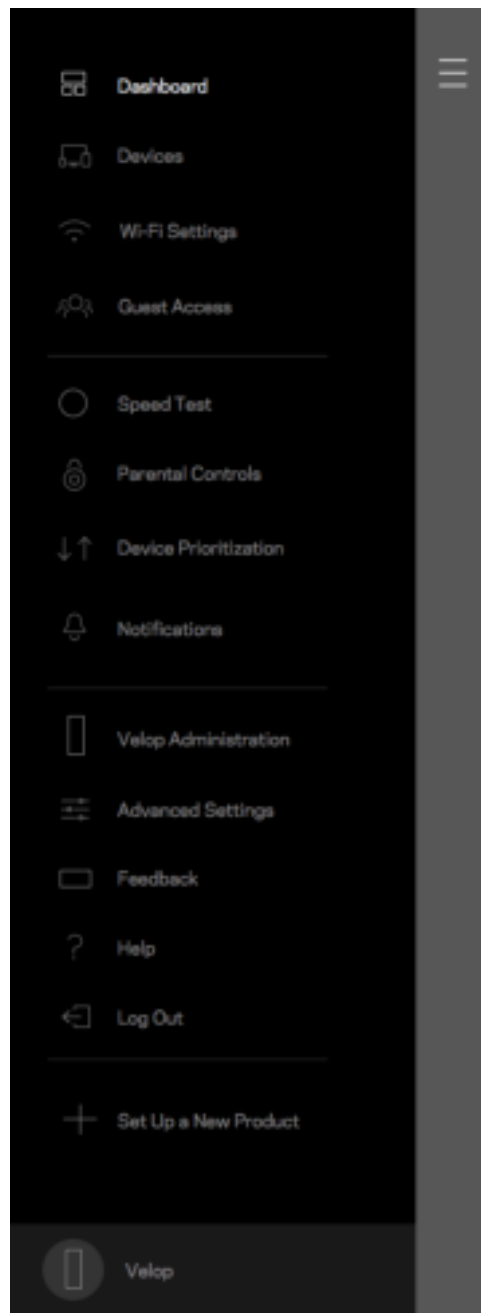 Dashboard
Devices
Wi-Fi Settings
Guest Access
Speed Test
Parental Controls
Device Prioritization
Notifications
Velop Administration
Advanced Settings
Feedback
Help
Log Out
Set Up a New Product
Velop